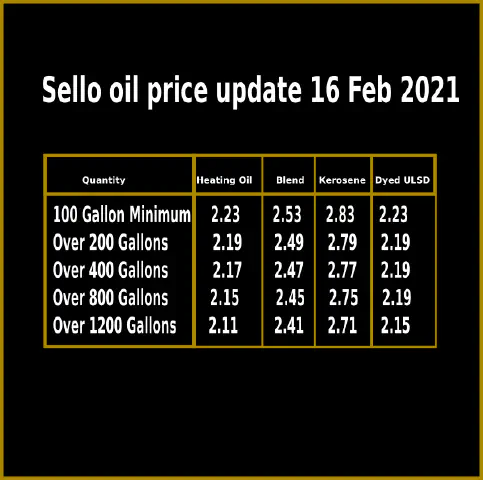 Sello oil price update 16 Feb 2021
Quantity Heating Oil Blend Kerosene Dyed ULSD
100 Gallon Minimum 2.23 2.53 2.83 2.23
Over 200 Gallons 2.19 2.49 2.79 2.19
Over 400 Gallons 2.17 2.47 2.77 2.19
Over 800 Gallons 2.15 2.45 2.75 2.19
Over 1200 Gallons 2.11 2.41 2.71 2.15